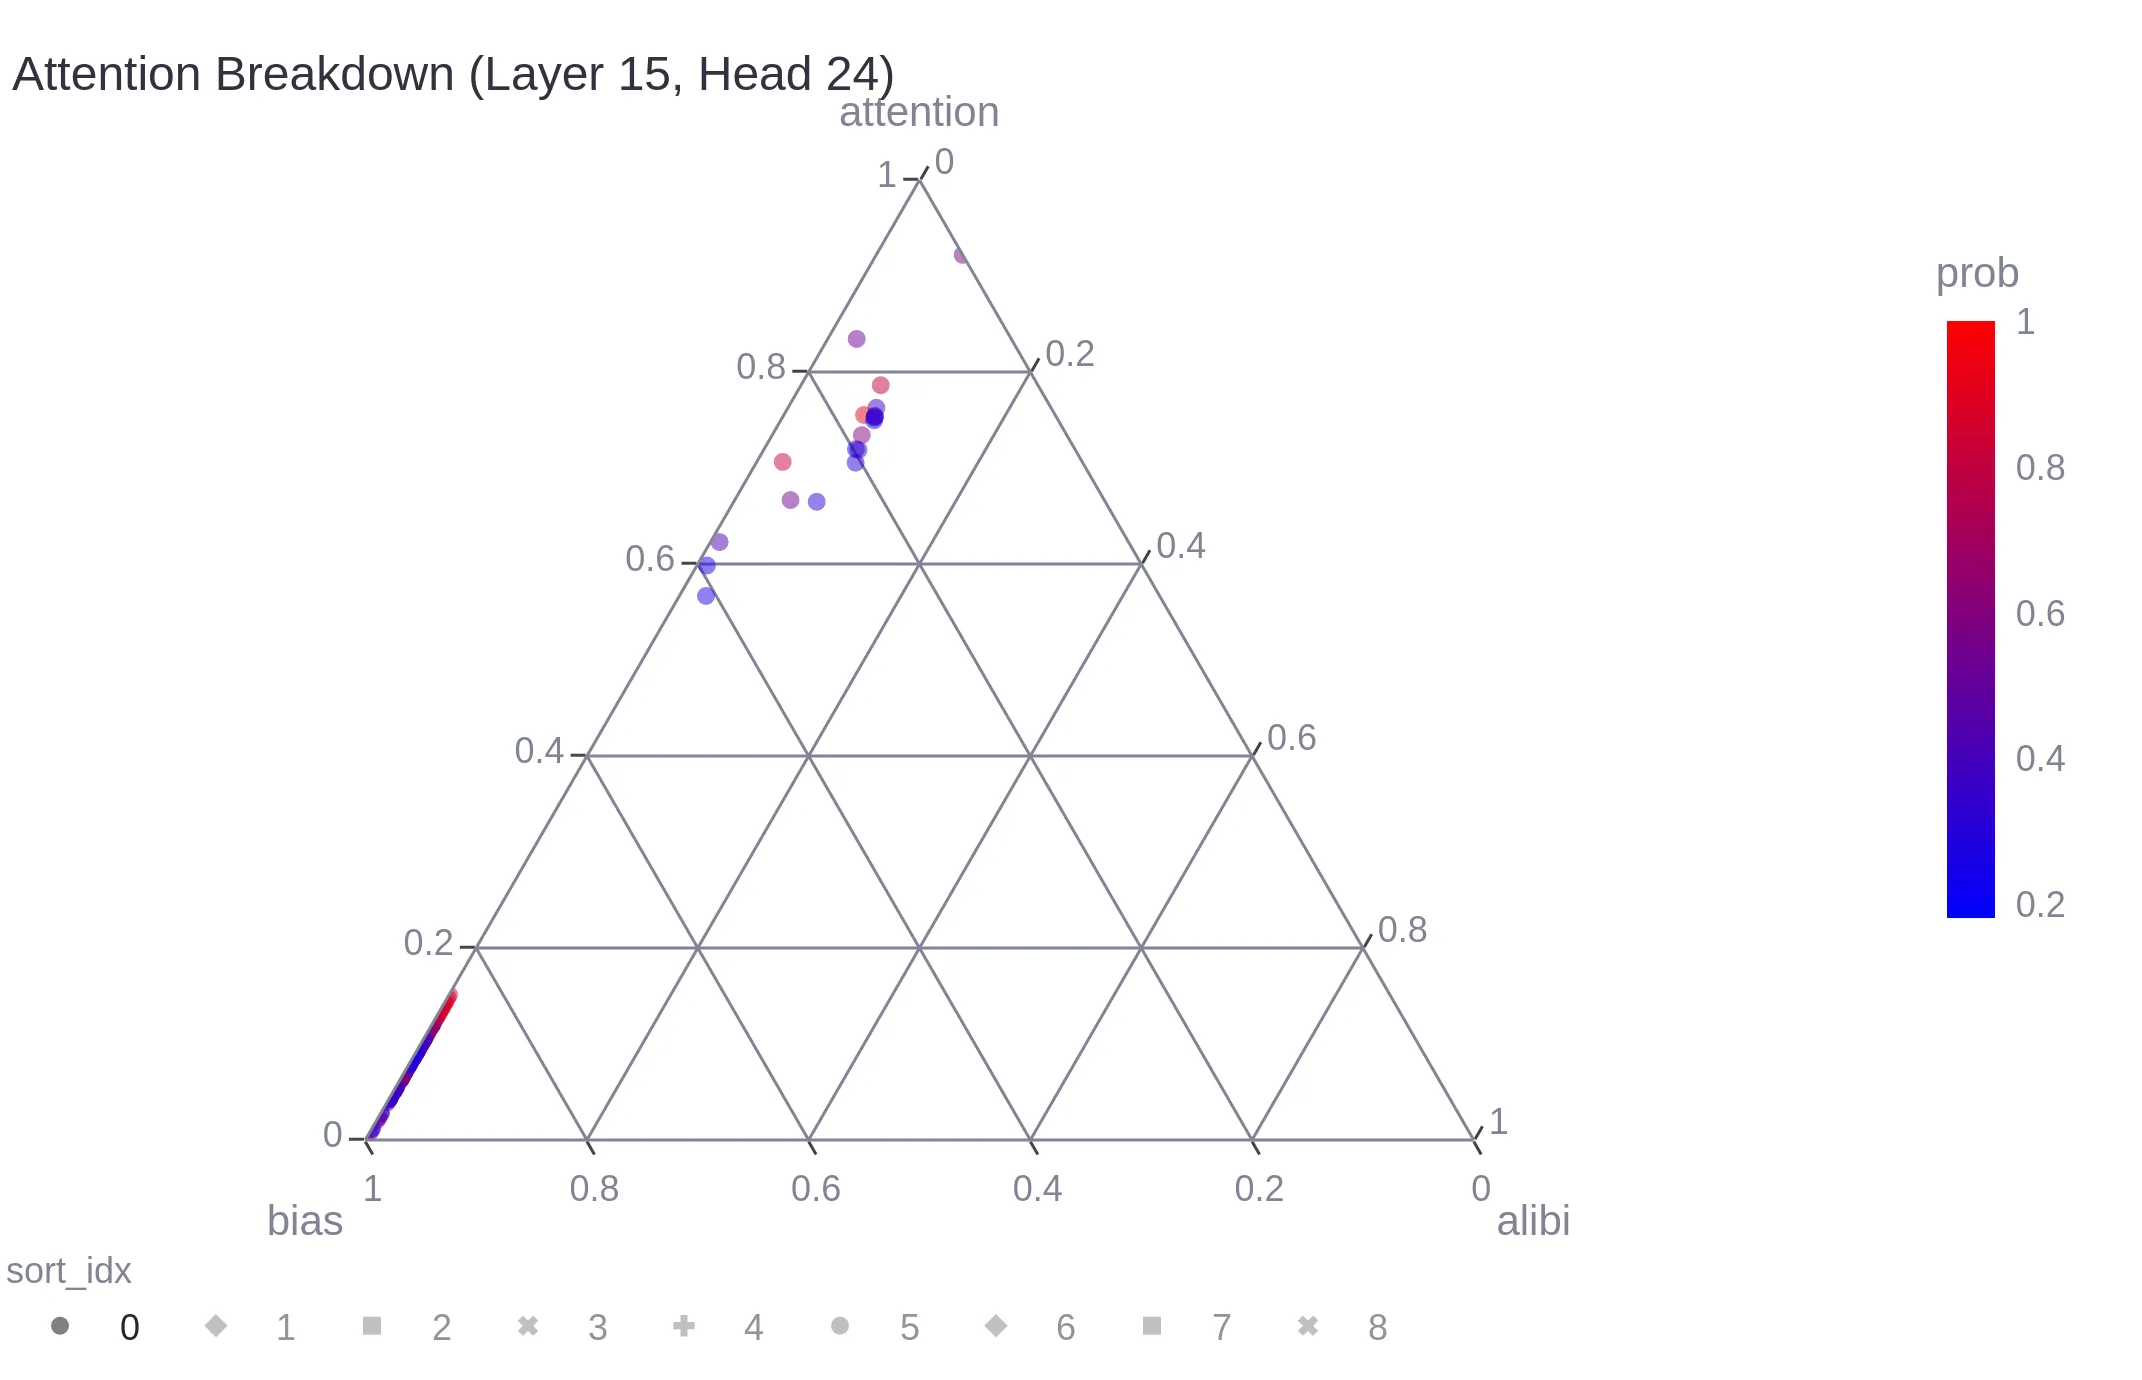 Attention Breakdown (Layer 15, Head 24)
attention
1 0
prob
1
0.8
0.6
0.4
0.2
0.8 0.2
0.6 0.4
0.4 0.6
0.2 0.8
0 1
1 0.8 0.6 0.4 0.2 0
bias alibi
sort_idx
0 1 2 3 4 5 6 7 8